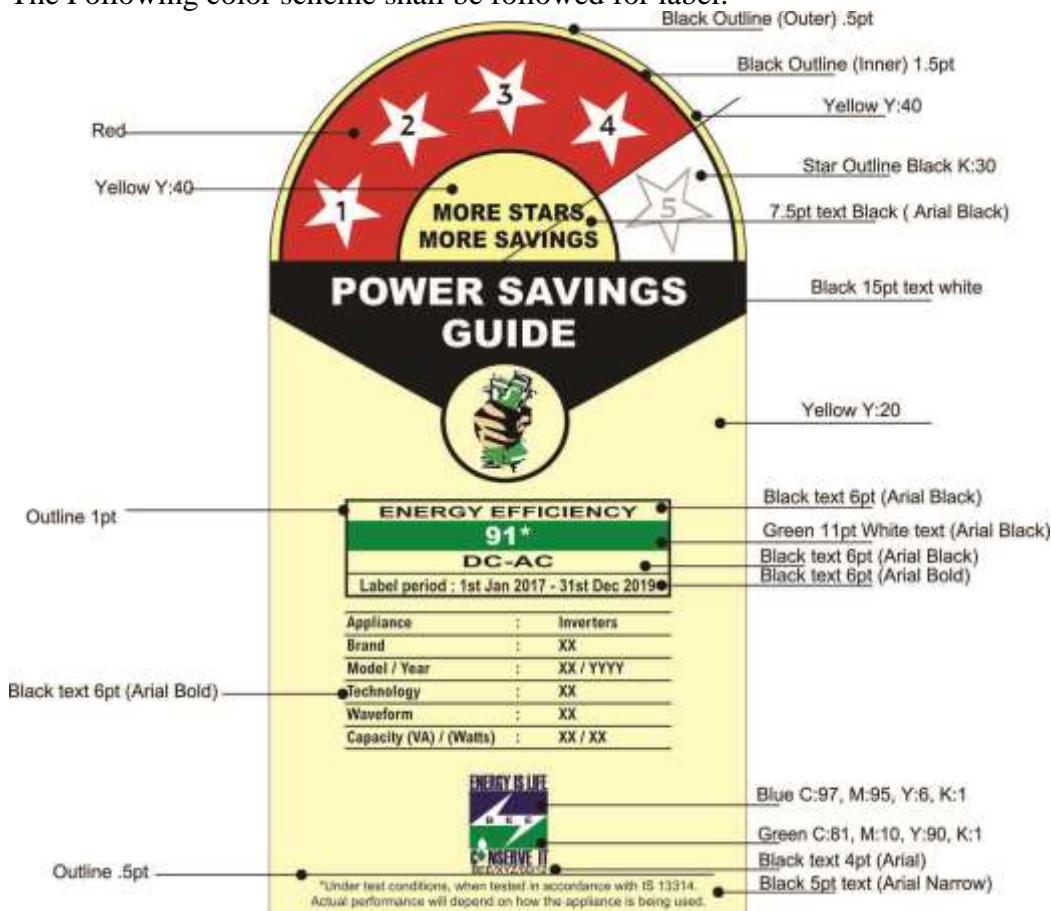 The Following color scheme shall be followed for label.
Black Outline (Outer) .5pt
Black Outline (Inner) 1.5pt
Yellow Y:40
Red
Star Outline Black K:30
Yellow Y:40
7.5pt text Black ( Arial Black)
1
2
3
4
5
MORE STARS
MORE SAVINGS
POWER SAVINGS
GUIDE
Black 15pt text white
Yellow Y:20
Outline 1pt
ENERGY EFFICIENCY
Black text 6pt (Arial Black)
91*
Green 11pt White text (Arial Black)
DC-AC
Black text 6pt (Arial Black)
Label period : 1st Jan 2017 - 31st Dec 2019
Black text 6pt (Arial Bold)
Appliance : Inverters
Brand : XX
Model / Year : XX / YYYY
Black text 6pt (Arial Bold)
Technology : XX
Waveform : XX
Capacity (VA) / (Watts) : XX / XX
ENERGY IS LIFE
BEE
CONSERVE IT
Blue C:97, M:95, Y:6, K:1
Green C:81, M:10, Y:90, K:1
Black text 4pt (Arial)
Outline .5pt
Black 5pt text (Arial Narrow)
*Under test conditions, when tested in accordance with IS 13314.
Actual performance will depend on how the appliance is being used.